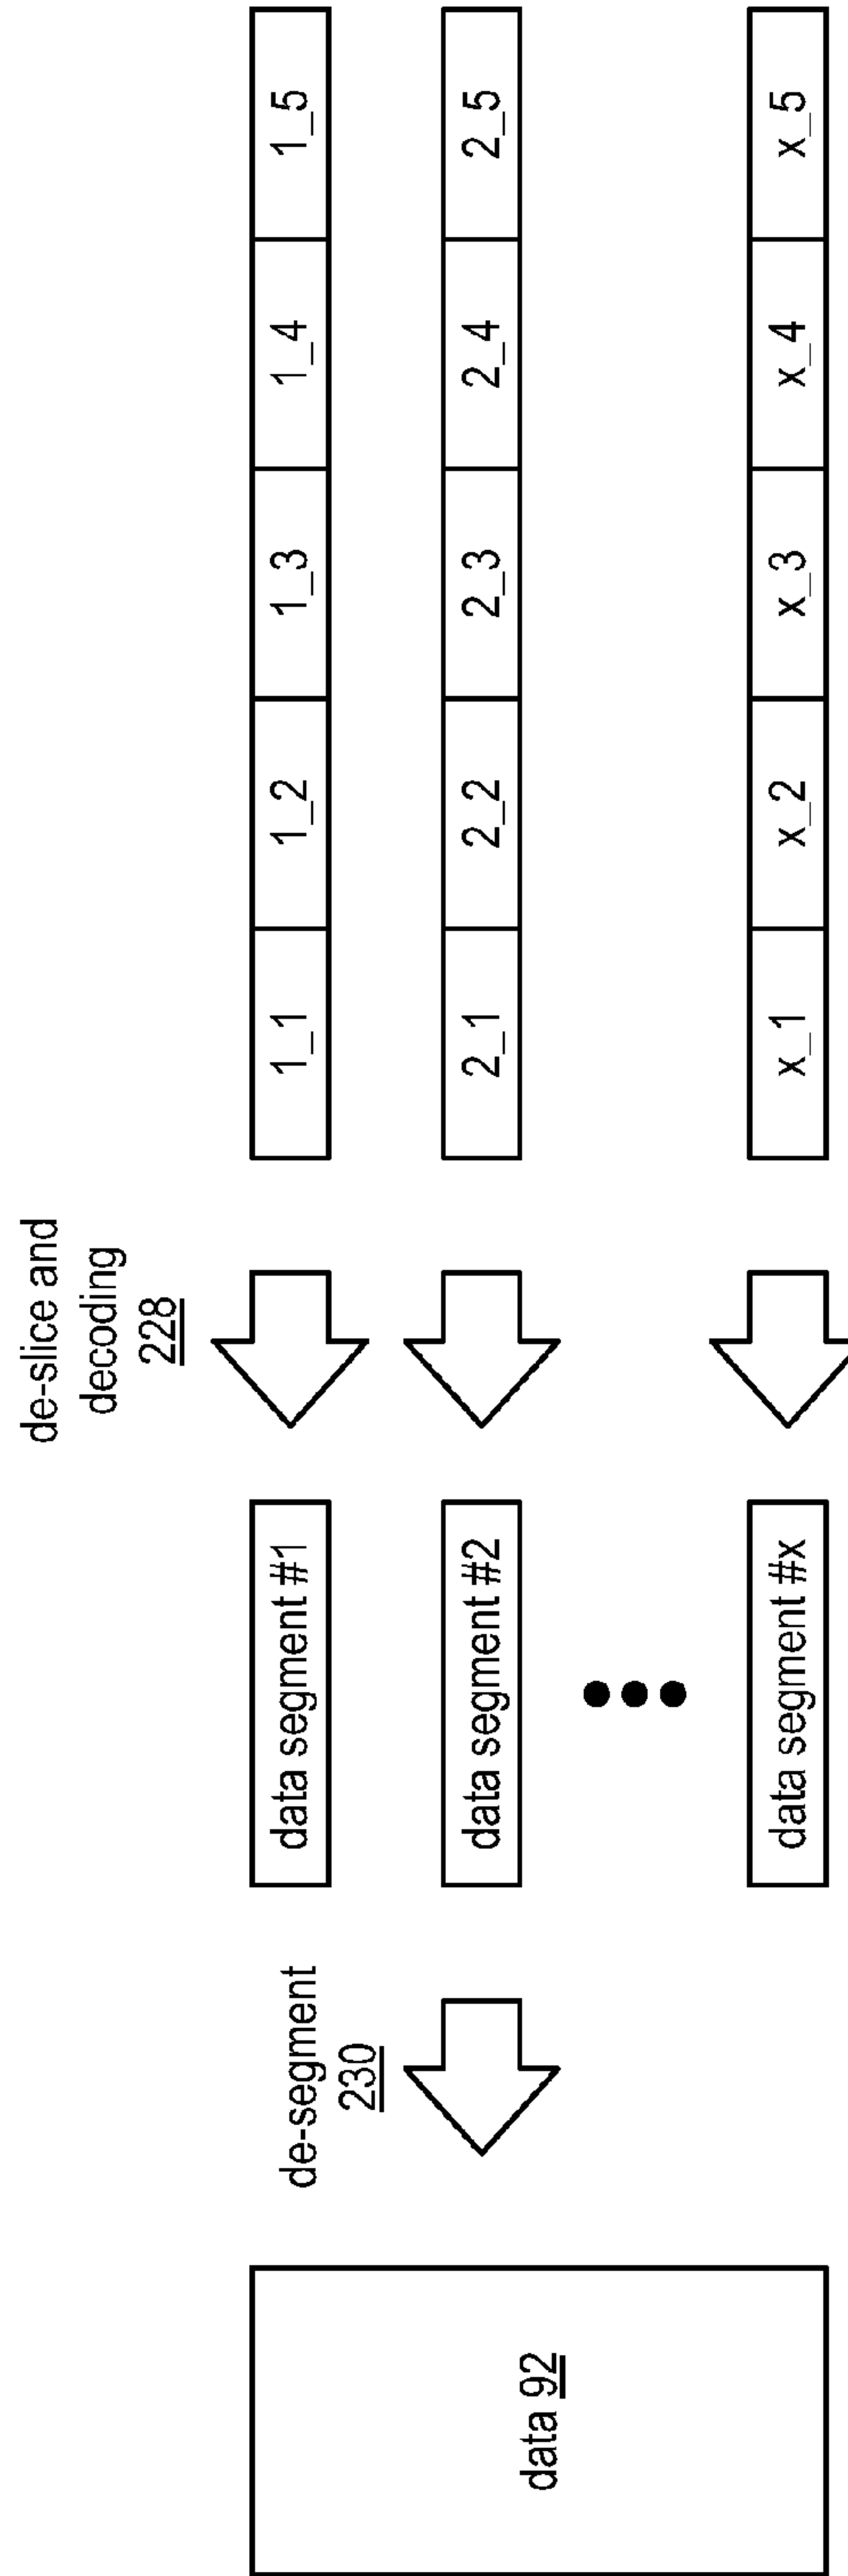 de-slice and
decoding
228
de-segment
230
data 92
data segment #1
1_1
1_2
1_3
1_4
1_5
data segment #2
2_1
2_2
2_3
2_4
2_5
data segment #x
x_1
x_2
x_3
x_4
x_5